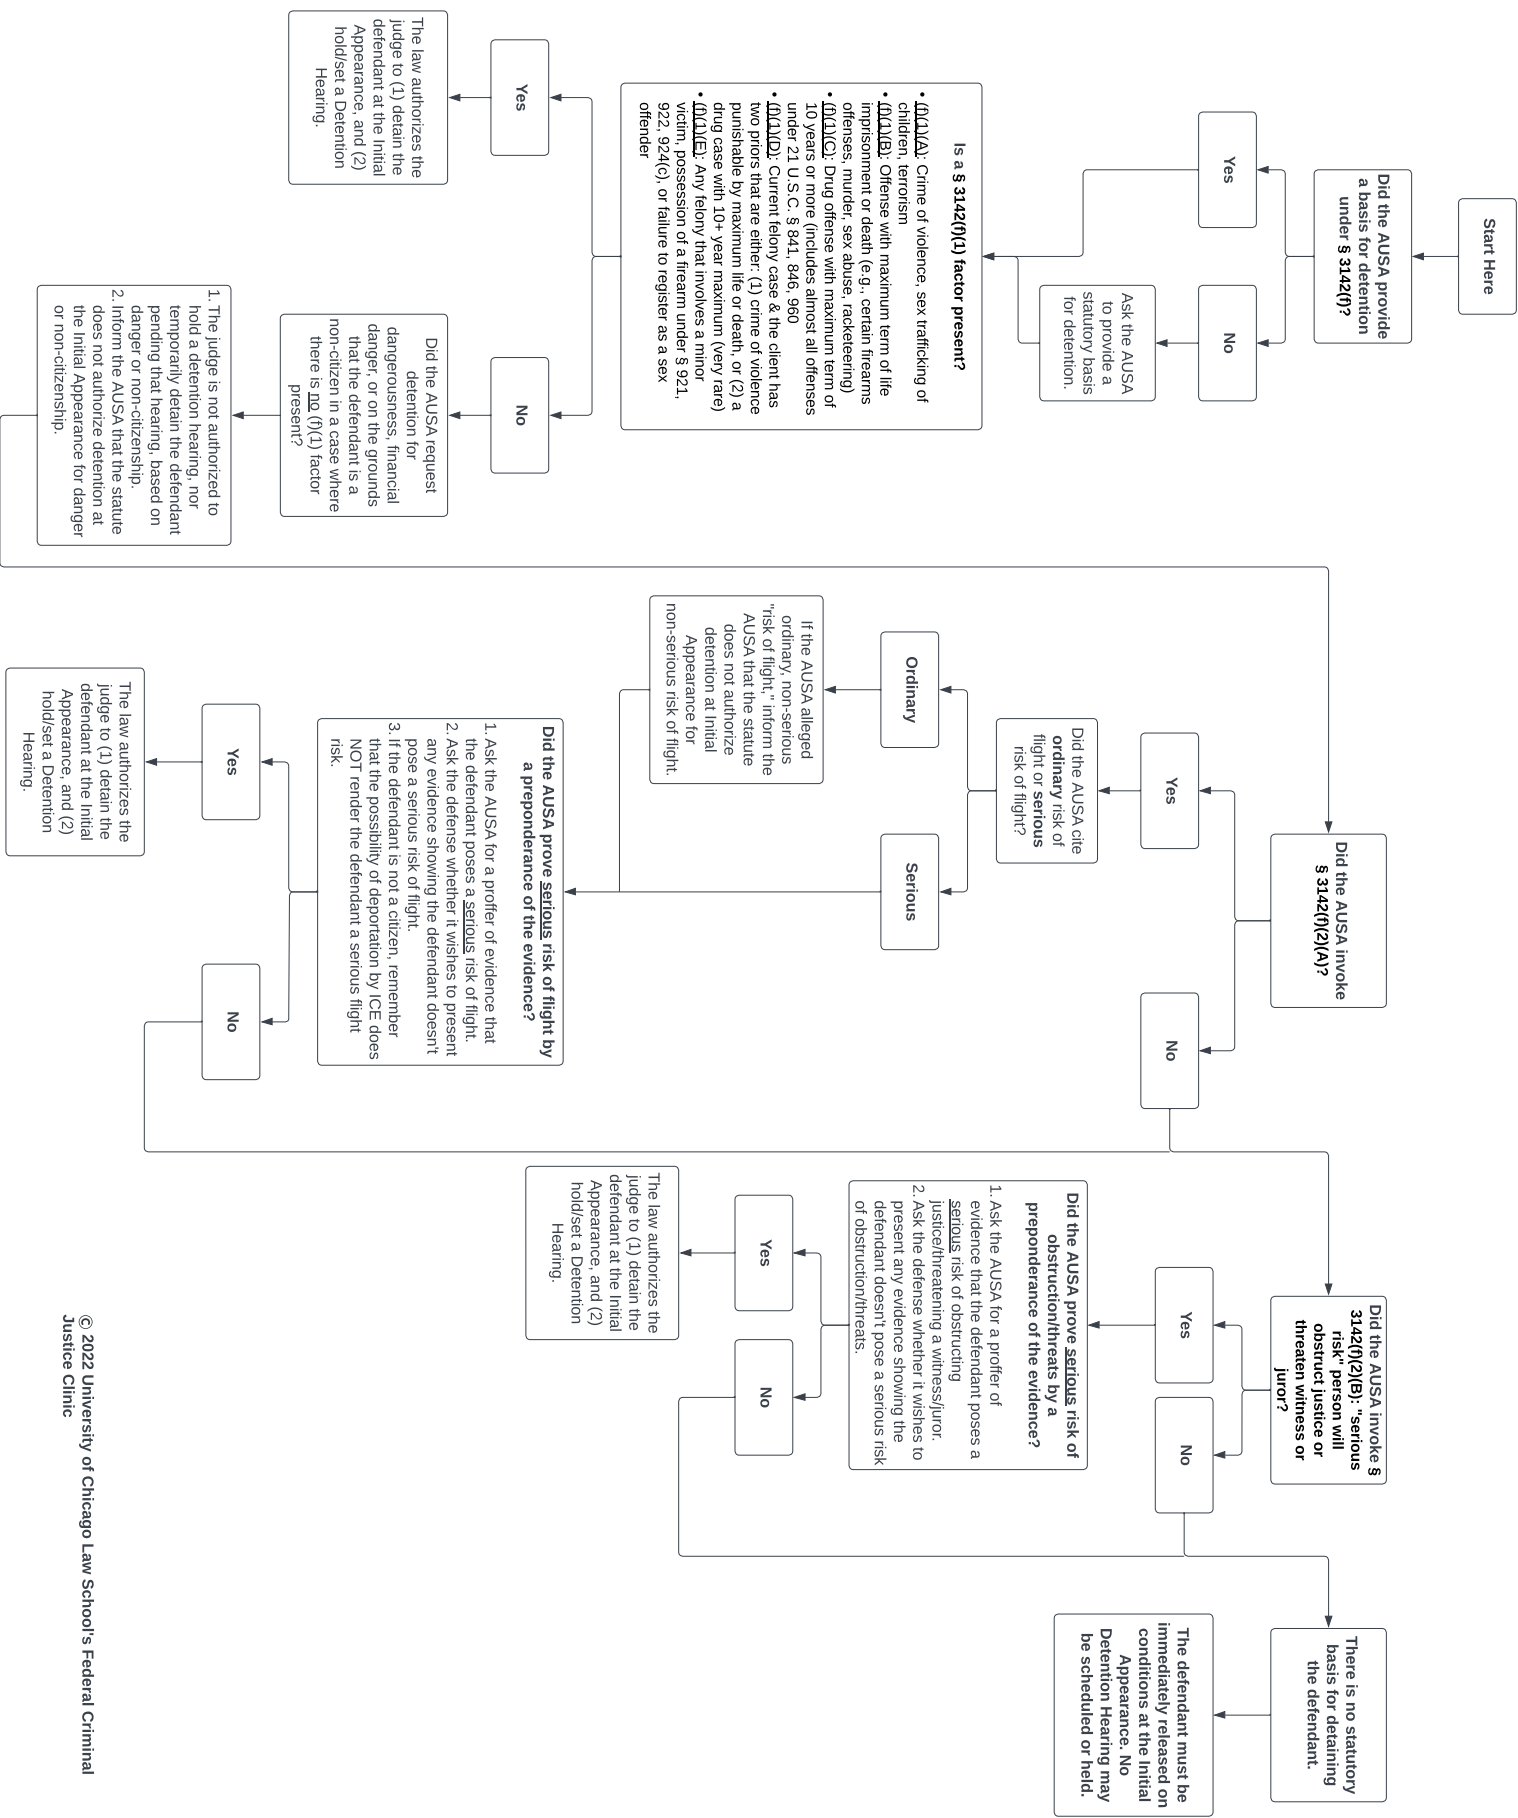 Start Here
Did the AUSA provide
a basis for detention
under § 3142(f)?
Yes
No
Ask the AUSA
to provide a
statutory basis
for detention.
Is a § 3142(f)(1) factor present?
• (f)(1)(A): Crime of violence, sex trafficking of
children, terrorism
• (f)(1)(B): Offense with maximum term of life
imprisonment or death (e.g., certain firearms
offenses, murder, sex abuse, racketeering)
• (f)(1)(C): Drug offense with maximum term of
10 years or more (includes almost all offenses
under 21 U.S.C. § 841, 846, 960
• (f)(1)(D): Current felony case & the client has
two priors that are either: (1) crime of violence
punishable by maximum life or death, or (2) a
drug case with 10+ year maximum (very rare)
• (f)(1)(E): Any felony that involves a minor
victim, possession of a firearm under § 921,
922, 924(c), or failure to register as a sex
offender
Yes
No
The law authorizes the
judge to (1) detain the
defendant at the Initial
Appearance, and (2)
hold/set a Detention
Hearing.
Did the AUSA request
detention for
dangerousness, financial
danger, or on the grounds
that the defendant is a
non-citizen in a case where
there is no (f)(1) factor
present?
1. The judge is not authorized to
hold a detention hearing, nor
temporarily detain the defendant
pending that hearing, based on
danger or non-citizenship.
2. Inform the AUSA that the statute
does not authorize detention at
the Initial Appearance for danger
or non-citizenship.
Did the AUSA invoke
§ 3142(f)(2)(A)?
Yes
No
Did the AUSA cite
ordinary risk of
flight or serious
risk of flight?
Ordinary
Serious
If the AUSA alleged
ordinary, non-serious
"risk of flight," inform the
AUSA that the statute
does not authorize
detention at Initial
Appearance for
non-serious risk of flight.
Did the AUSA prove serious risk of flight by
a preponderance of the evidence?
1. Ask the AUSA for a proffer of evidence that
the defendant poses a serious risk of flight.
2. Ask the defense whether it wishes to present
any evidence showing the defendant doesn't
pose a serious risk of flight.
3. If the defendant is not a citizen, remember
that the possibility of deportation by ICE does
NOT render the defendant a serious flight
risk.
Yes
No
The law authorizes the
judge to (1) detain the
defendant at the Initial
Appearance, and (2)
hold/set a Detention
Hearing.
Did the AUSA invoke §
3142(f)(2)(B): "serious
risk" person will
obstruct justice or
threaten witness or
juror?
Yes
No
Did the AUSA prove serious risk of
obstruction/threats by a
preponderance of the evidence?
1. Ask the AUSA for a proffer of
evidence that the defendant poses a
serious risk of obstructing
justice/threatening a witness/juror.
2. Ask the defense whether it wishes to
present any evidence showing the
defendant doesn't pose a serious risk
of obstruction/threats.
Yes
No
The law authorizes the
judge to (1) detain the
defendant at the Initial
Appearance, and (2)
hold/set a Detention
Hearing.
There is no statutory
basis for detaining
the defendant.
The defendant must be
immediately released on
conditions at the Initial
Appearance. No
Detention Hearing may
be scheduled or held.
© 2022 University of Chicago Law School's Federal Criminal
Justice Clinic